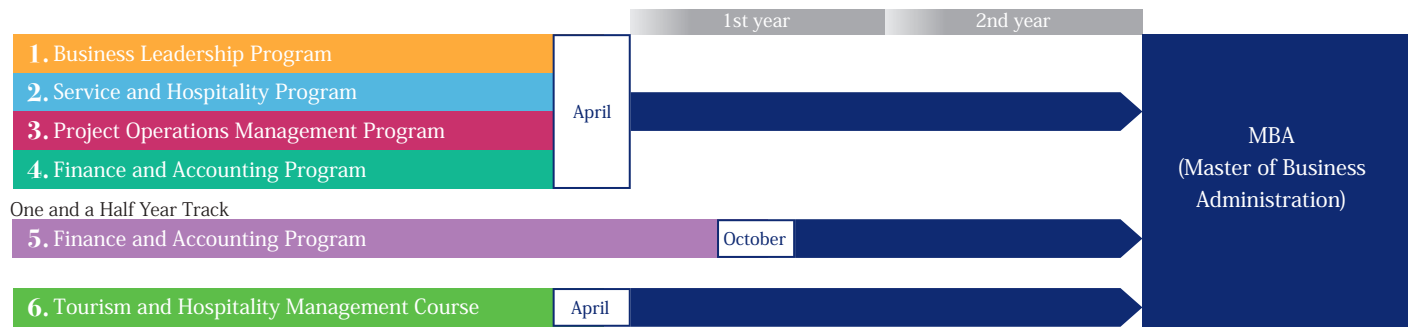 1st year
2nd year
1. Business Leadership Program
2. Service and Hospitality Program
3. Project Operations Management Program
4. Finance and Accounting Program
April
One and a Half Year Track
5. Finance and Accounting Program
October
6. Tourism and Hospitality Management Course
April
MBA
(Master of Business
Administration)